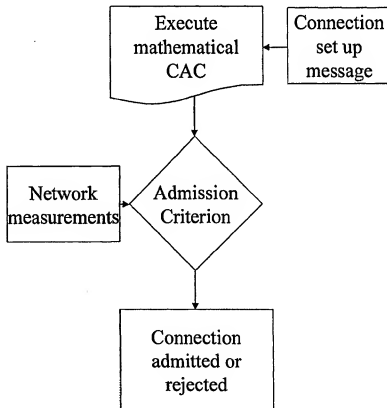 Execute
mathematical
CAC
Connection
set up
message
Network
measurements
Admission
Criterion
Connection
admitted or
rejected